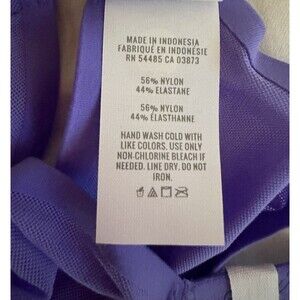 MADE IN INDONESIA
FABRIQUÉ EN INDONÉSIE
RN 54485 CA 03873
56% NYLON
44% ELASTANE
56% NYLON
44% ÉLASTHANNE
HAND WASH COLD WITH
LIKE COLORS. USE ONLY
NON-CHLORINE BLEACH IF
NEEDED. LINE DRY. DO NOT
IRON.